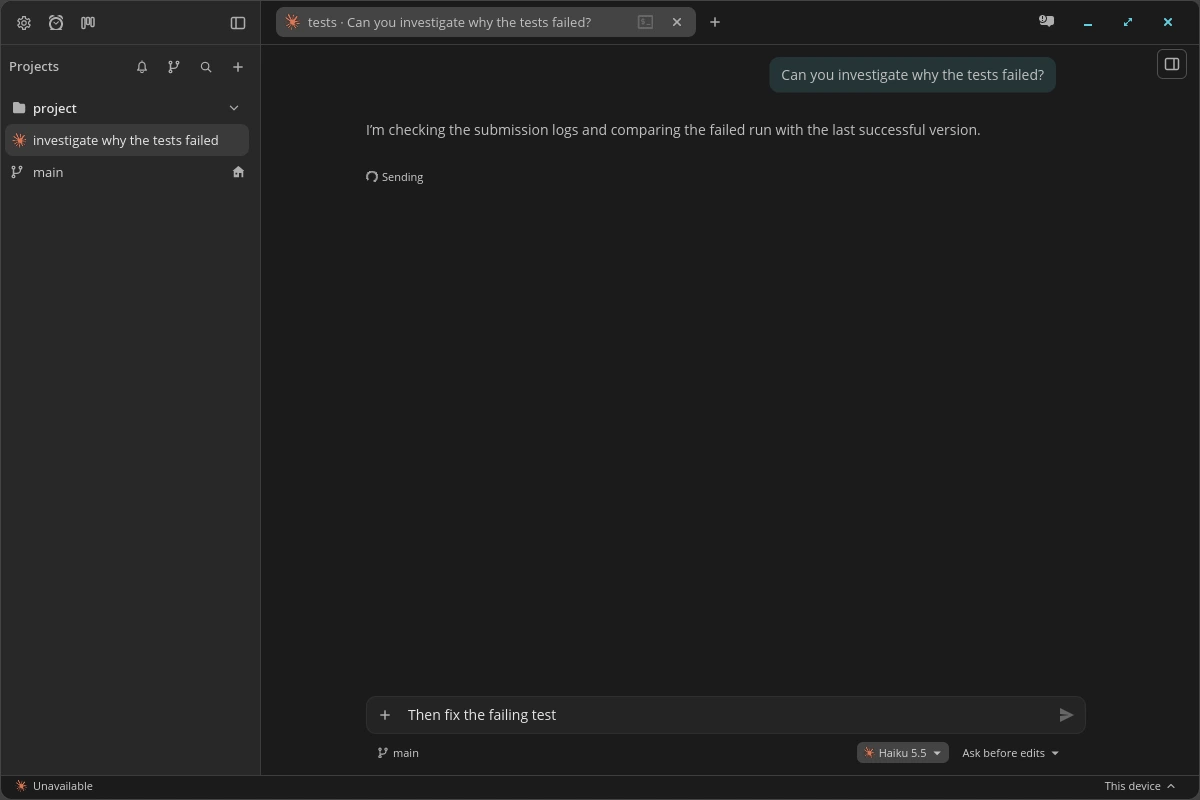 tests · Can you investigate why the tests failed?
Projects
project
investigate why the tests failed
main
Can you investigate why the tests failed?
I'm checking the submission logs and comparing the failed run with the last successful version.
Sending
Then fix the failing test
main
Haiku 5.5
Ask before edits
Unavailable
This device